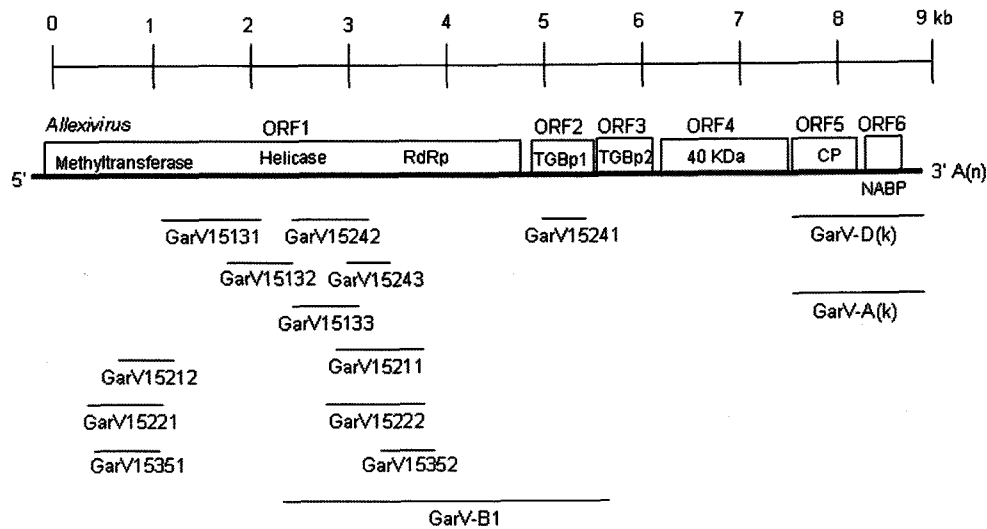 0 1 2 3 4 5 6 7 8 9 kb
Allexivirus ORF1 ORF2 ORF3 ORF4 ORF5 ORF6
Methyltransferase Helicase RdRp TGBp1 TGBp2 40 KDa CP
5' 3' A(n)
NABP
GarV15131 GarV15242 GarV15241 GarV-D(k)
GarV15132 GarV15243
GarV15133 GarV-A(k)
GarV15211
GarV15212
GarV15221 GarV15222
GarV15351 GarV15352
GarV-B1